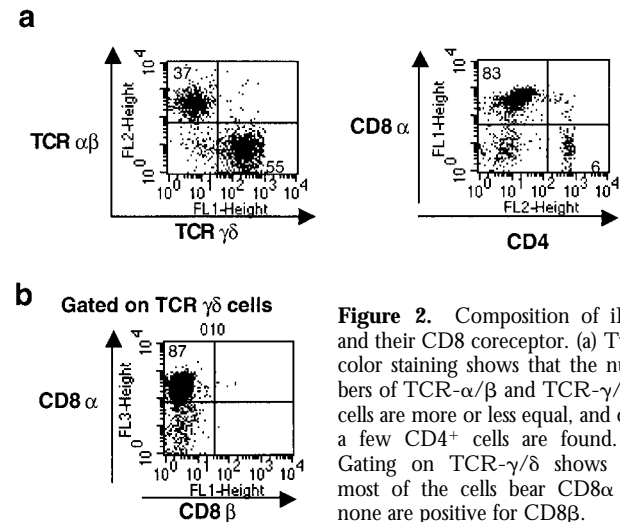 a
10^4
37
FL2-Height
TCR αβ
10^0
55
10^0 10^1 10^2 10^3 10^4
FL1-Height
TCR γδ
10^4
83
FL1-Height
CD8 α
10^0
6
10^0 10^1 10^2 10^3 10^4
FL2-Height
CD4
b
Gated on TCR γδ cells
010
10^4
87
FL3-Height
CD8 α
10^0
10^0 10^1 10^2 10^3 10^4
FL1-Height
CD8 β
Figure 2. Composition of
and their CD8 coreceptor. (a)
color staining shows that the
bers of TCR-α/β and TCR-γ/
cells are more or less equal, and
a few CD4+ cells are found.
Gating on TCR-γ/δ shows
most of the cells bear CD8α
none are positive for CD8β.